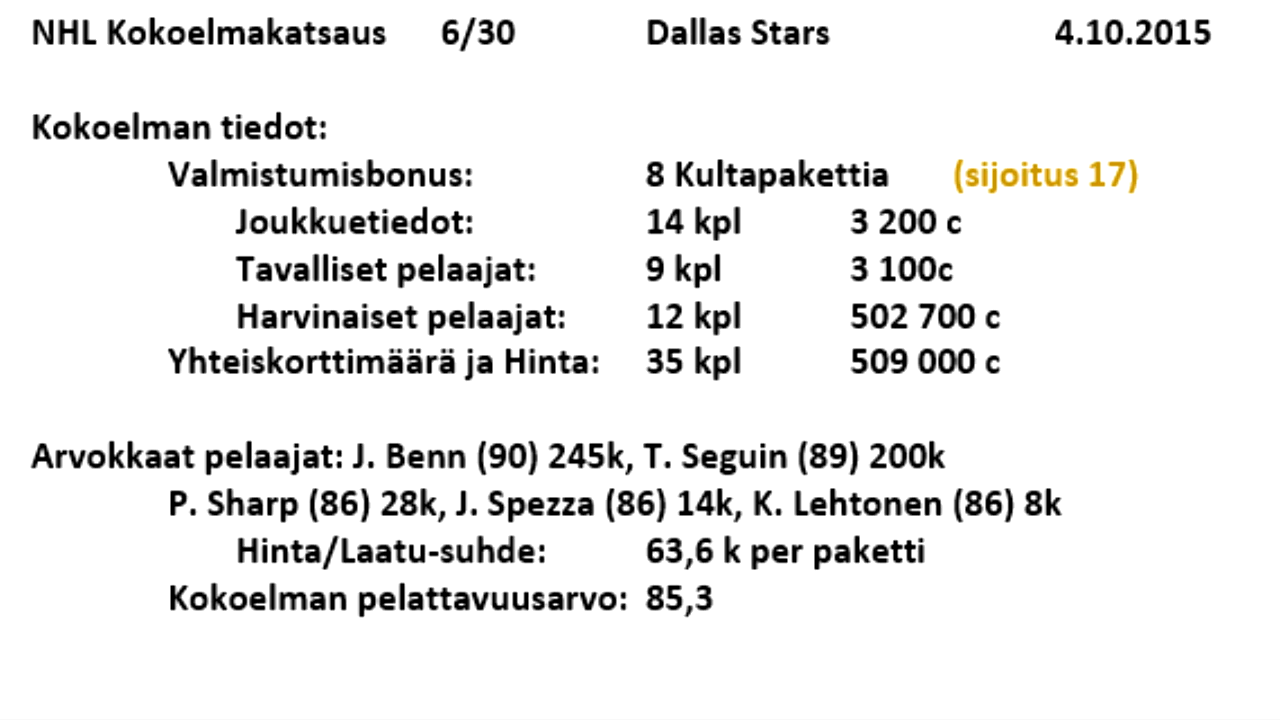 NHL Kokoelmakatsaus 6/30 Dallas Stars 4.10.2015
Kokoelman tiedot:
Valmistumisbonus: 8 Kultapakettia (sijoitus 17)
Joukkuetiedot: 14 kpl 3 200 c
Tavalliset pelaajat: 9 kpl 3 100c
Harvinaiset pelaajat: 12 kpl 502 700 c
Yhteiskorttimäärä ja Hinta: 35 kpl 509 000 c
Arvokkaat pelaajat: J. Benn (90) 245k, T. Seguin (89) 200k
P. Sharp (86) 28k, J. Spezza (86) 14k, K. Lehtonen (86) 8k
Hinta/Laatu-suhde: 63,6 k per paketti
Kokoelman pelattavuusarvo: 85,3